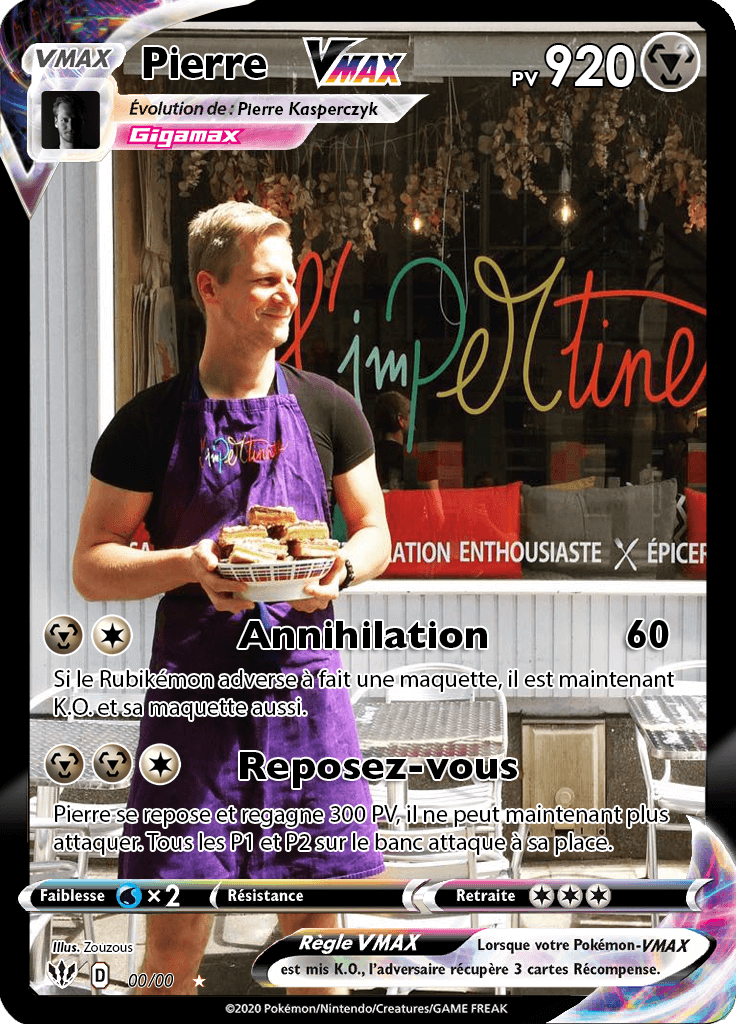 VMAX
Pierre VMAX PV 920
Évolution de : Pierre Kasperczyk
Gigamax
l'imperTine
l'imperTine
LATION ENTHOUSIASTE ÉPICER
Annihilation 60
Si le Rubikémon adverse à fait une maquette, il est maintenant
K.O. et sa maquette aussi.
Reposez-vous
Pierre se repose et regagne 300 PV, il ne peut maintenant plus
attaquer. Tous les P1 et P2 sur le banc attaque à sa place.
Faiblesse ×2 Résistance Retraite
Illus. Zouzous
Règle VMAX Lorsque votre Pokémon-VMAX
est mis K.O., l'adversaire récupère 3 cartes Récompense.
D 00/00
©2020 Pokémon/Nintendo/Creatures/GAME FREAK